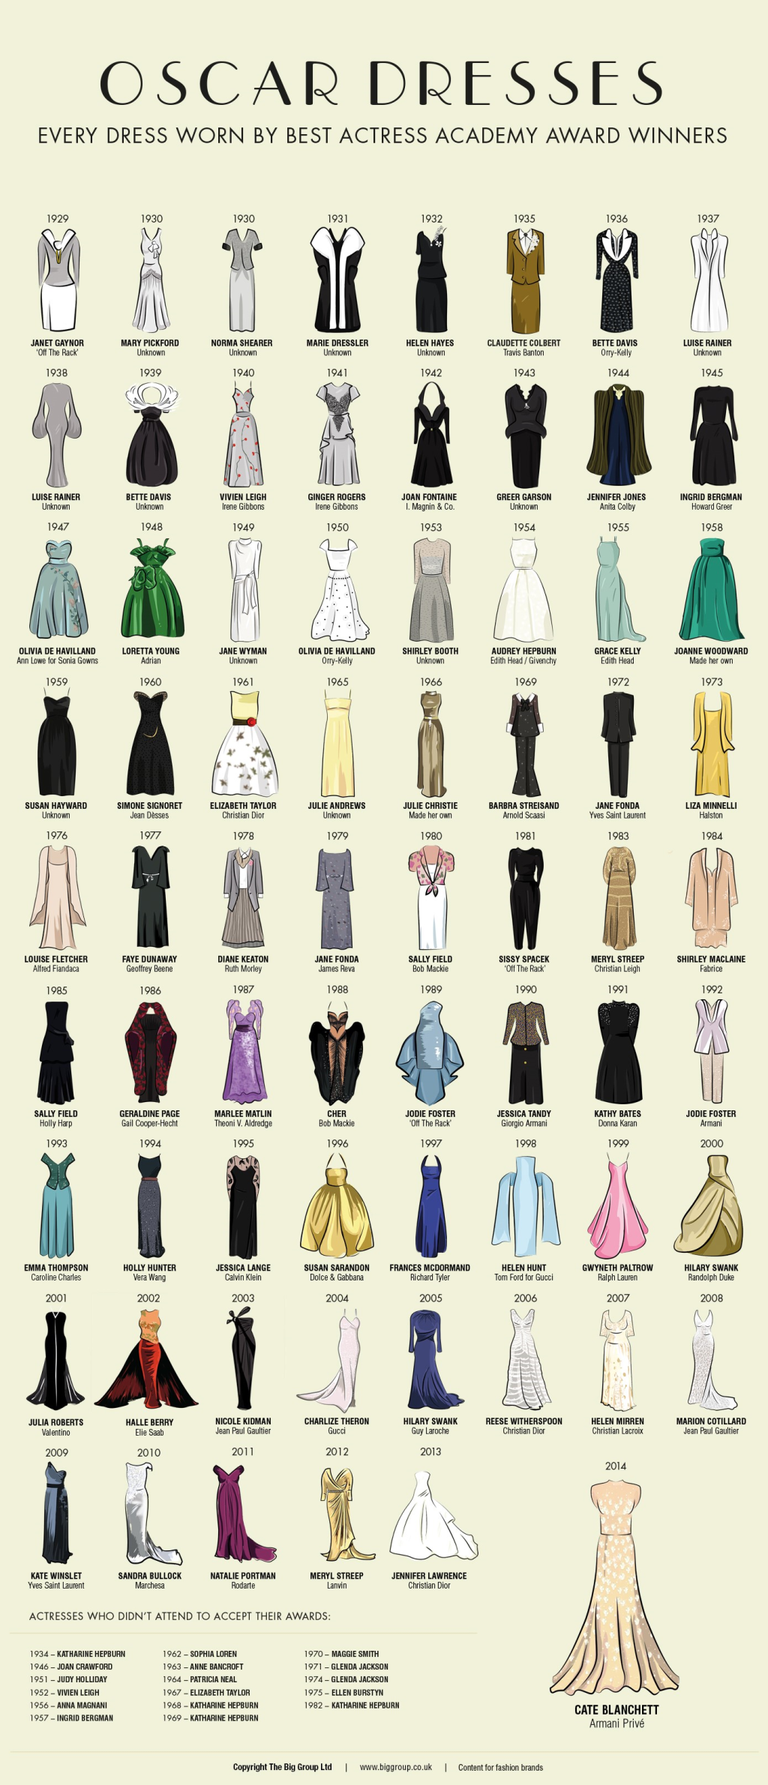 OSCAR DRESSES
EVERY DRESS WORN BY BEST ACTRESS ACADEMY AWARD WINNERS
1929 1930 1930 1931 1932 1935 1936 1937
JANET GAYNOR MARY PICKFORD NORMA SHEARER MARIE DRESSLER HELEN HAYES CLAUDETTE COLBERT BETTE DAVIS LUISE RAINER
'Off The Rack' Unknown Unknown Unknown Unknown Travis Banton Orry-Kelly Unknown
1938 1939 1940 1941 1942 1943 1944 1945
LUISE RAINER BETTE DAVIS VIVIEN LEIGH GINGER ROGERS JOAN FONTAINE GREER GARSON JENNIFER JONES INGRID BERGMAN
Unknown Unknown Irene Gibbons Irene Gibbons I. Magnin & Co. Unknown Anita Colby Howard Greer
1947 1948 1949 1950 1953 1954 1955 1958
OLIVIA DE HAVILLAND LORETTA YOUNG JANE WYMAN OLIVIA DE HAVILLAND SHIRLEY BOOTH AUDREY HEPBURN GRACE KELLY JOANNE WOODWARD
Ann Lowe for Sonia Gowns Adrian Unknown Orry-Kelly Unknown Edith Head / Givenchy Edith Head Made her own
1959 1960 1961 1965 1966 1969 1972 1973
SUSAN HAYWARD SIMONE SIGNORET ELIZABETH TAYLOR JULIE ANDREWS JULIE CHRISTIE BARBRA STREISAND JANE FONDA LIZA MINNELLI
Unknown Jean Dèsses Christian Dior Unknown Made her own Arnold Scaasi Yves Saint Laurent Halston
1976 1977 1978 1979 1980 1981 1983 1984
LOUISE FLETCHER FAYE DUNAWAY DIANE KEATON JANE FONDA SALLY FIELD SISSY SPACEK MERYL STREEP SHIRLEY MACLAINE
Alfred Fiandaca Geoffrey Beene Ruth Morley James Reva Bob Mackie 'Off The Rack' Christian Leigh Fabrice
1985 1986 1987 1988 1989 1990 1991 1992
SALLY FIELD GERALDINE PAGE MARLEE MATLIN CHER JODIE FOSTER JESSICA TANDY KATHY BATES JODIE FOSTER
Holly Harp Gail Cooper-Hecht Theoni V. Aldredge Bob Mackie 'Off The Rack' Giorgio Armani Donna Karan Armani
1993 1994 1995 1996 1997 1998 1999 2000
EMMA THOMPSON HOLLY HUNTER JESSICA LANGE SUSAN SARANDON FRANCES MCDORMAND HELEN HUNT GWYNETH PALTROW HILARY SWANK
Caroline Charles Vera Wang Calvin Klein Dolce & Gabbana Richard Tyler Tom Ford for Gucci Ralph Lauren Randolph Duke
2001 2002 2003 2004 2005 2006 2007 2008
JULIA ROBERTS HALLE BERRY NICOLE KIDMAN CHARLIZE THERON HILARY SWANK REESE WITHERSPOON HELEN MIRREN MARION COTILLARD
Valentino Elie Saab Jean Paul Gaultier Gucci Guy Laroche Christian Dior Christian Lacroix Jean Paul Gaultier
2009 2010 2011 2012 2013
KATE WINSLET SANDRA BULLOCK NATALIE PORTMAN MERYL STREEP JENNIFER LAWRENCE
Yves Saint Laurent Marchesa Rodarte Lanvin Christian Dior
2014
CATE BLANCHETT
Armani Privé
ACTRESSES WHO DIDN'T ATTEND TO ACCEPT THEIR AWARDS:
1934 – KATHARINE HEPBURN
1946 – JOAN CRAWFORD
1951 – JUDY HOLLIDAY
1952 – VIVIEN LEIGH
1956 – ANNA MAGNANI
1957 – INGRID BERGMAN
1962 – SOPHIA LOREN
1963 – ANNE BANCROFT
1964 – PATRICIA NEAL
1967 – ELIZABETH TAYLOR
1968 – KATHARINE HEPBURN
1969 – KATHARINE HEPBURN
1970 – MAGGIE SMITH
1971 – GLENDA JACKSON
1974 – GLENDA JACKSON
1975 – ELLEN BURSTYN
1982 – KATHARINE HEPBURN
Copyright The Big Group Ltd | www.biggroup.co.uk | Content for fashion brands